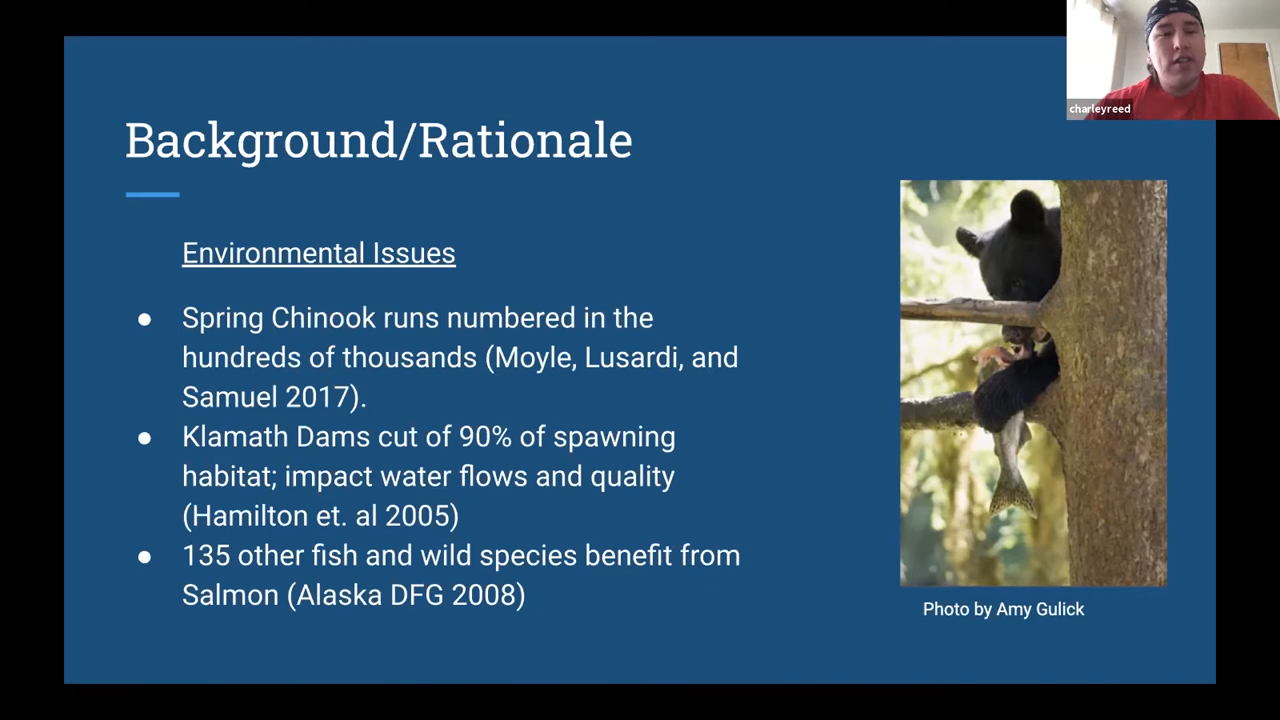 charleyreed
Background/Rationale
Environmental Issues
● Spring Chinook runs numbered in the
hundreds of thousands (Moyle, Lusardi, and
Samuel 2017).
● Klamath Dams cut of 90% of spawning
habitat; impact water flows and quality
(Hamilton et. al 2005)
● 135 other fish and wild species benefit from
Salmon (Alaska DFG 2008)
Photo by Amy Gulick